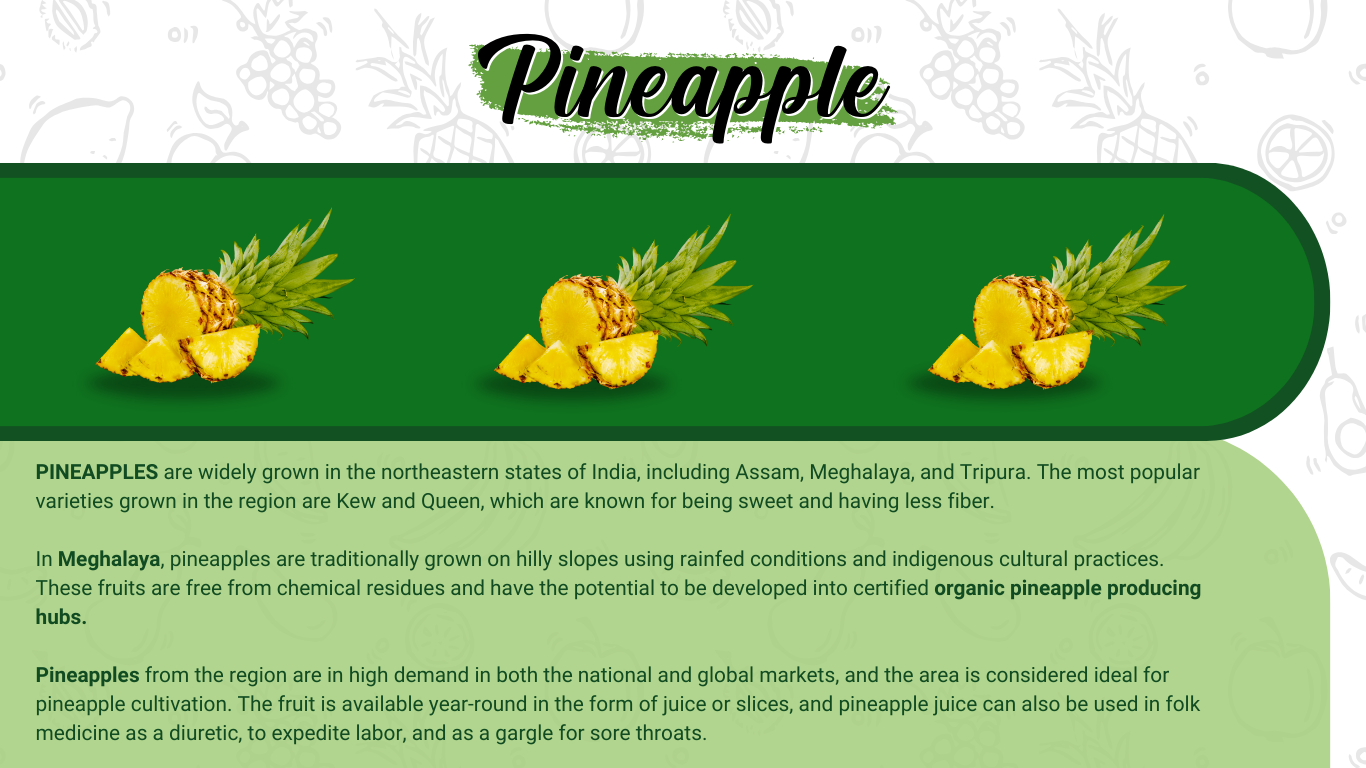 Pineapple
PINEAPPLES are widely grown in the northeastern states of India, including Assam, Meghalaya, and Tripura. The most popular
varieties grown in the region are Kew and Queen, which are known for being sweet and having less fiber.
In Meghalaya, pineapples are traditionally grown on hilly slopes using rainfed conditions and indigenous cultural practices.
These fruits are free from chemical residues and have the potential to be developed into certified organic pineapple producing
hubs.
Pineapples from the region are in high demand in both the national and global markets, and the area is considered ideal for
pineapple cultivation. The fruit is available year-round in the form of juice or slices, and pineapple juice can also be used in folk
medicine as a diuretic, to expedite labor, and as a gargle for sore throats.